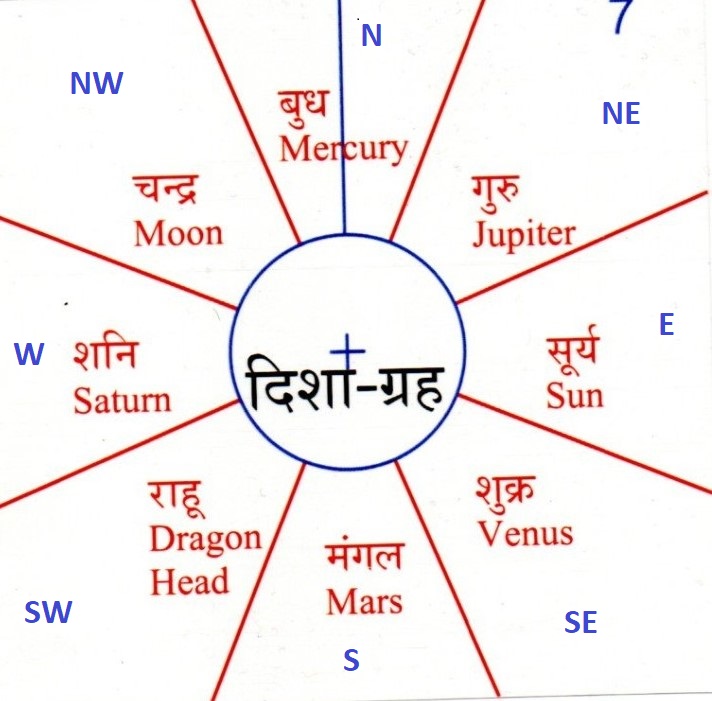 N
7
NW
बुध
Mercury
NE
चन्द्र
Moon
गुरु
Jupiter
W
शनि
Saturn
दिशा-ग्रह
सूर्य
Sun
E
राहू
Dragon
Head
मंगल
Mars
शुक्र
Venus
SW
S
SE